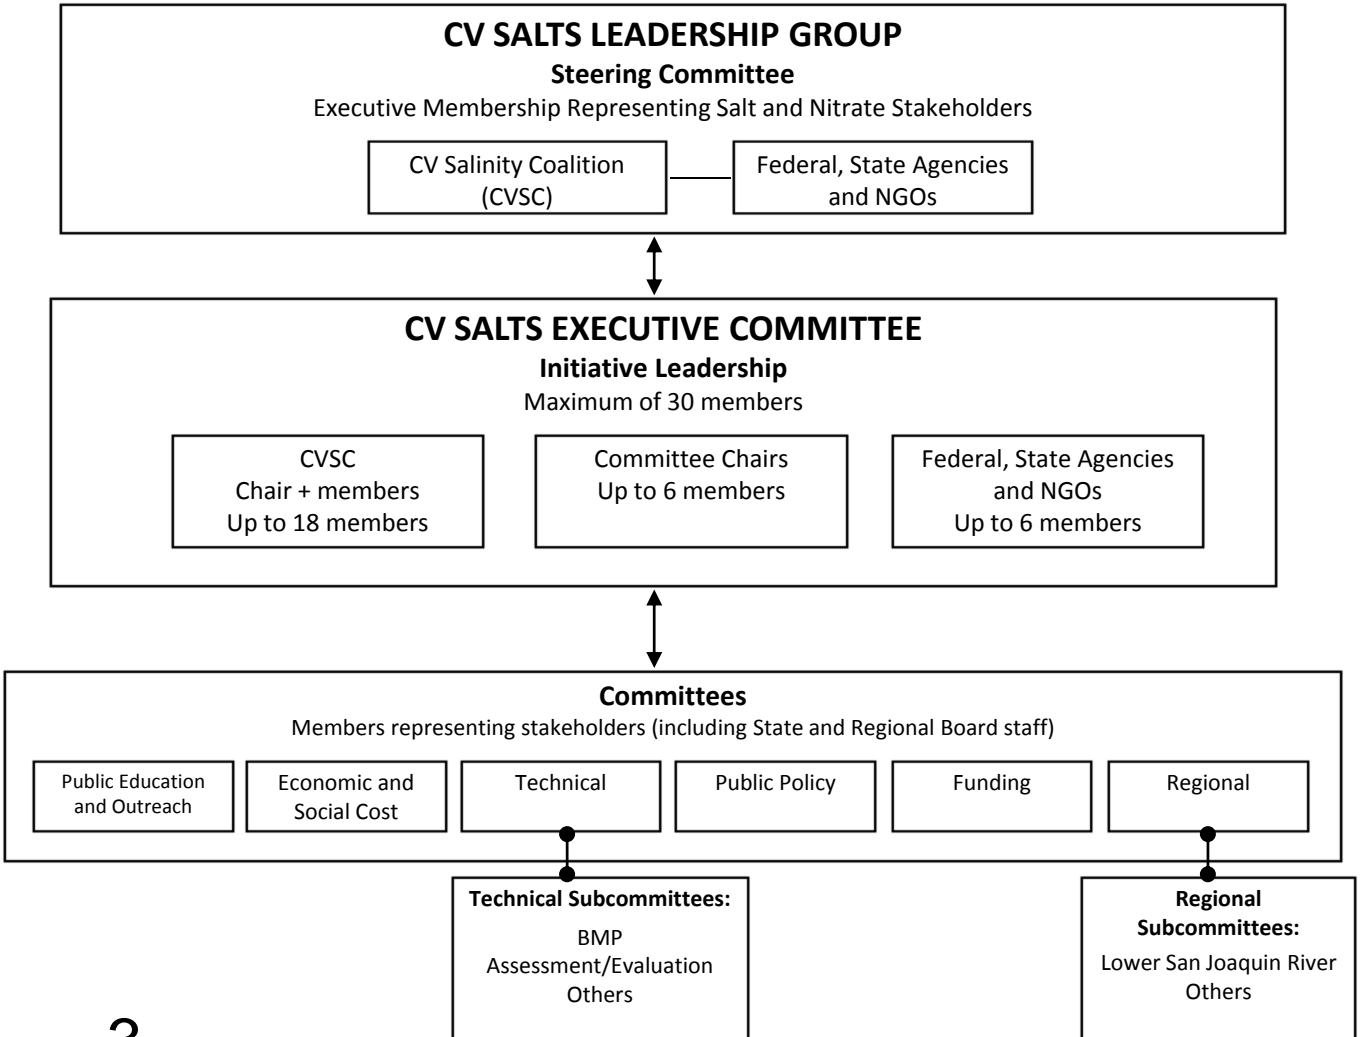 CV SALTS LEADERSHIP GROUP
Steering Committee
Executive Membership Representing Salt and Nitrate Stakeholders
CV Salinity Coalition
(CVSC)
Federal, State Agencies
and NGOs
CV SALTS EXECUTIVE COMMITTEE
Initiative Leadership
Maximum of 30 members
CVSC
Chair + members
Up to 18 members
Committee Chairs
Up to 6 members
Federal, State Agencies
and NGOs
Up to 6 members
Committees
Members representing stakeholders (including State and Regional Board staff)
Public Education
and Outreach
Economic and
Social Cost
Technical
Public Policy
Funding
Regional
Technical Subcommittees:
BMP
Assessment/Evaluation
Others
Regional
Subcommittees:
Lower San Joaquin River
Others